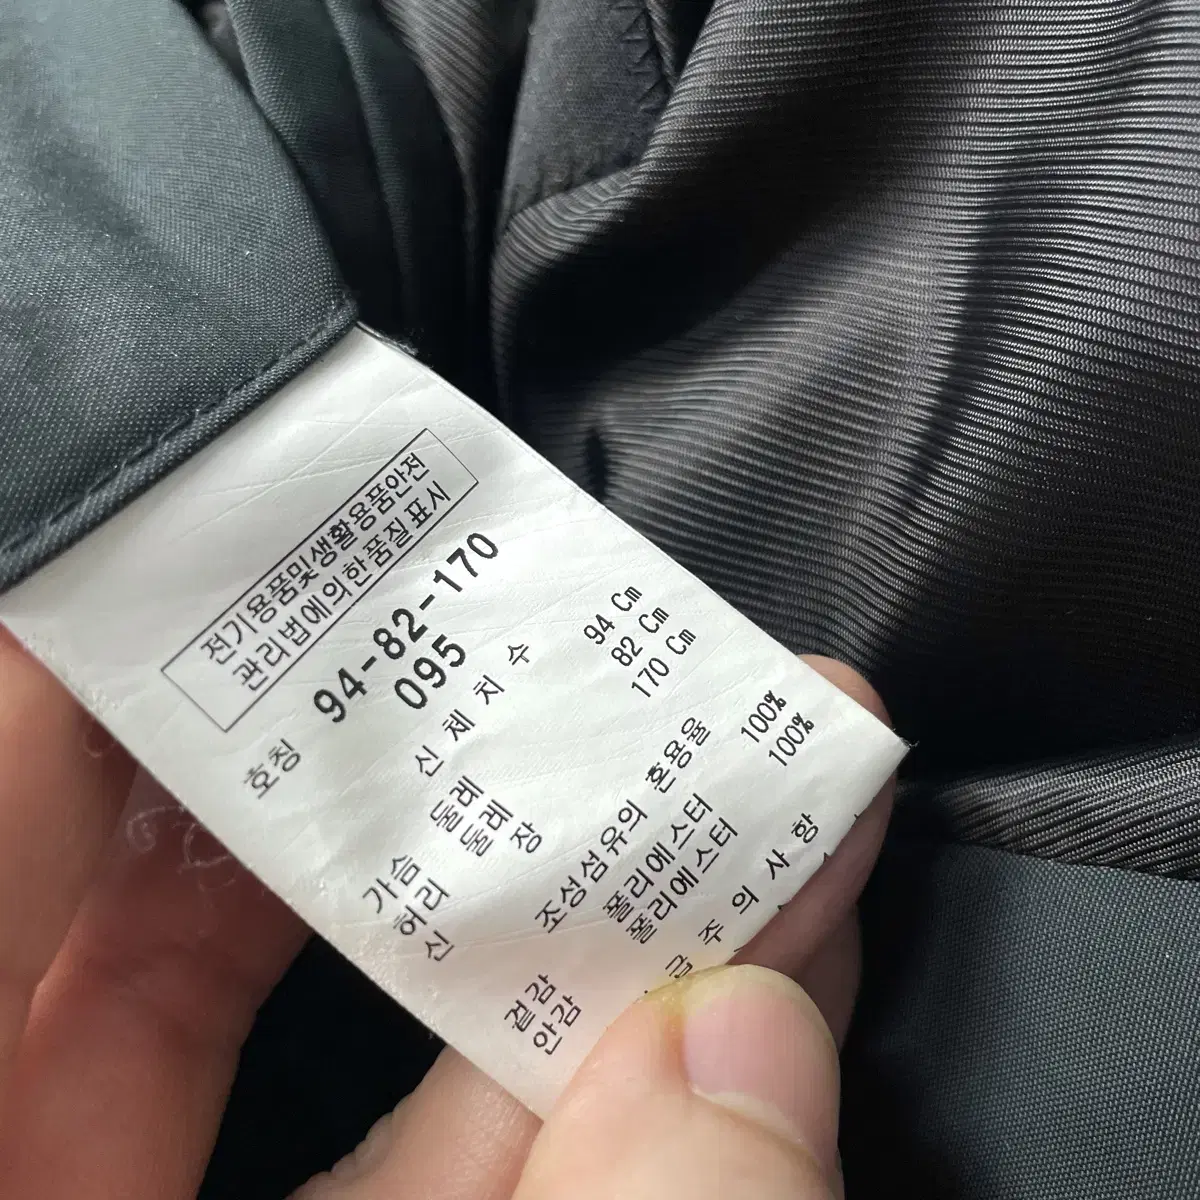 전기용품및생활용품안전
관리법에의한품질표시
호칭 94-82-170
095
신 체 치 수
가슴 둘레 94 Cm
허리 둘레 82 Cm
신 장 170 Cm
조성섬유의 혼용율
겉감 폴리에스터 100%
안감 폴리에스터 100%
급 주 의 사 항